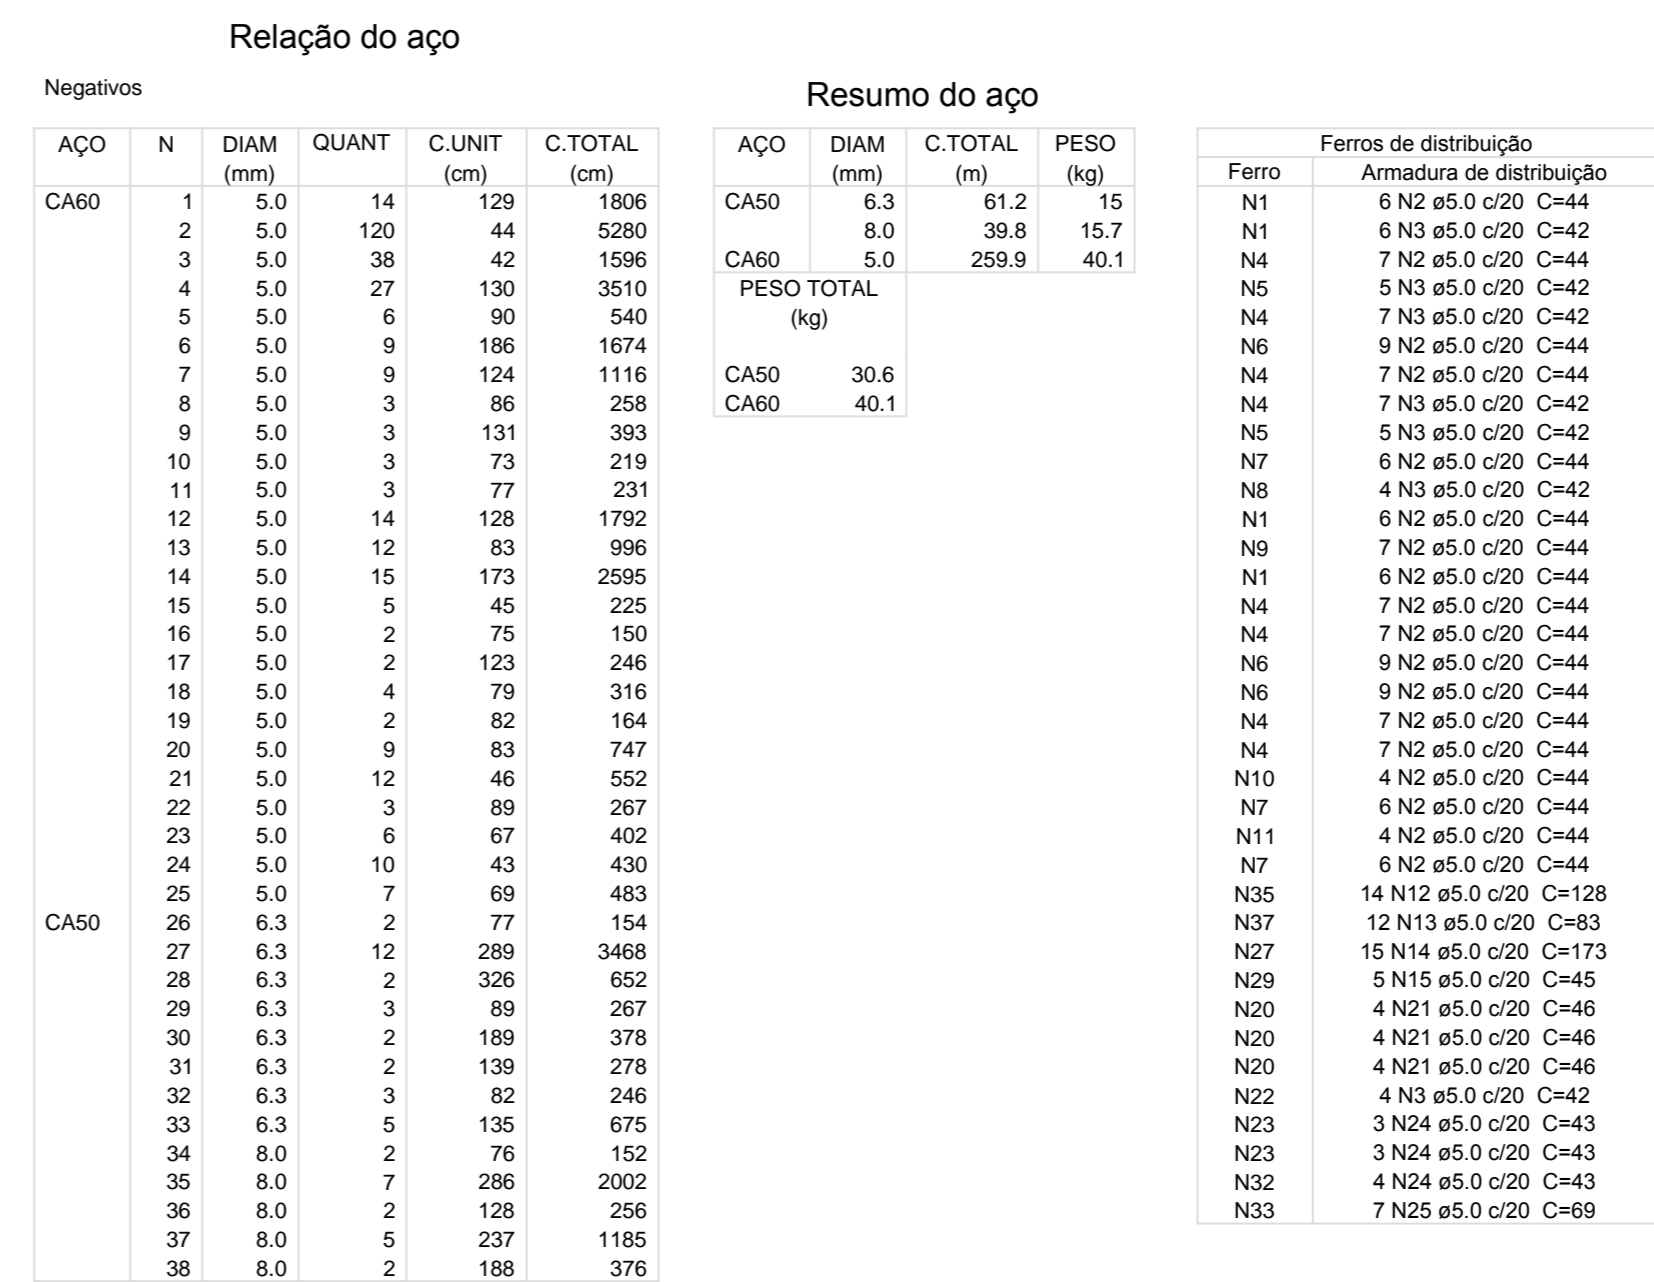 Relação do aço
Negativos
AÇO N DIAM QUANT C.UNIT C.TOTAL
(mm) (cm) (cm)
CA60 1 5.0 14 129 1806
2 5.0 120 44 5280
3 5.0 38 42 1596
4 5.0 27 130 3510
5 5.0 6 90 540
6 5.0 9 186 1674
7 5.0 9 124 1116
8 5.0 3 86 258
9 5.0 3 131 393
10 5.0 3 73 219
11 5.0 3 77 231
12 5.0 14 128 1792
13 5.0 12 83 996
14 5.0 15 173 2595
15 5.0 5 45 225
16 5.0 2 75 150
17 5.0 2 123 246
18 5.0 4 79 316
19 5.0 2 82 164
20 5.0 9 83 747
21 5.0 12 46 552
22 5.0 3 89 267
23 5.0 6 67 402
24 5.0 10 43 430
25 5.0 7 69 483
CA50 26 6.3 2 77 154
27 6.3 12 289 3468
28 6.3 2 326 652
29 6.3 3 89 267
30 6.3 2 189 378
31 6.3 2 139 278
32 6.3 3 82 246
33 6.3 5 135 675
34 8.0 2 76 152
35 8.0 7 286 2002
36 8.0 2 128 256
37 8.0 5 237 1185
38 8.0 2 188 376
Resumo do aço
AÇO DIAM C.TOTAL PESO
(mm) (m) (kg)
CA50 6.3 61.2 15
8.0 39.8 15.7
CA60 5.0 259.9 40.1
PESO TOTAL
(kg)
CA50 30.6
CA60 40.1
Ferros de distribuição
Ferro Armadura de distribuição
N1 6 N2 ø5.0 c/20 C=44
N1 6 N3 ø5.0 c/20 C=42
N4 7 N2 ø5.0 c/20 C=44
N5 5 N3 ø5.0 c/20 C=42
N4 7 N3 ø5.0 c/20 C=42
N6 9 N2 ø5.0 c/20 C=44
N4 7 N2 ø5.0 c/20 C=44
N4 7 N3 ø5.0 c/20 C=42
N5 5 N3 ø5.0 c/20 C=42
N7 6 N2 ø5.0 c/20 C=44
N8 4 N3 ø5.0 c/20 C=42
N1 6 N2 ø5.0 c/20 C=44
N9 7 N2 ø5.0 c/20 C=44
N1 6 N2 ø5.0 c/20 C=44
N4 7 N2 ø5.0 c/20 C=44
N4 7 N2 ø5.0 c/20 C=44
N6 9 N2 ø5.0 c/20 C=44
N6 9 N2 ø5.0 c/20 C=44
N4 7 N2 ø5.0 c/20 C=44
N4 7 N2 ø5.0 c/20 C=44
N10 4 N2 ø5.0 c/20 C=44
N7 6 N2 ø5.0 c/20 C=44
N11 4 N2 ø5.0 c/20 C=44
N7 6 N2 ø5.0 c/20 C=44
N35 14 N12 ø5.0 c/20 C=128
N37 12 N13 ø5.0 c/20 C=83
N27 15 N14 ø5.0 c/20 C=173
N29 5 N15 ø5.0 c/20 C=45
N20 4 N21 ø5.0 c/20 C=46
N20 4 N21 ø5.0 c/20 C=46
N20 4 N21 ø5.0 c/20 C=46
N22 4 N3 ø5.0 c/20 C=42
N23 3 N24 ø5.0 c/20 C=43
N23 3 N24 ø5.0 c/20 C=43
N32 4 N24 ø5.0 c/20 C=43
N33 7 N25 ø5.0 c/20 C=69